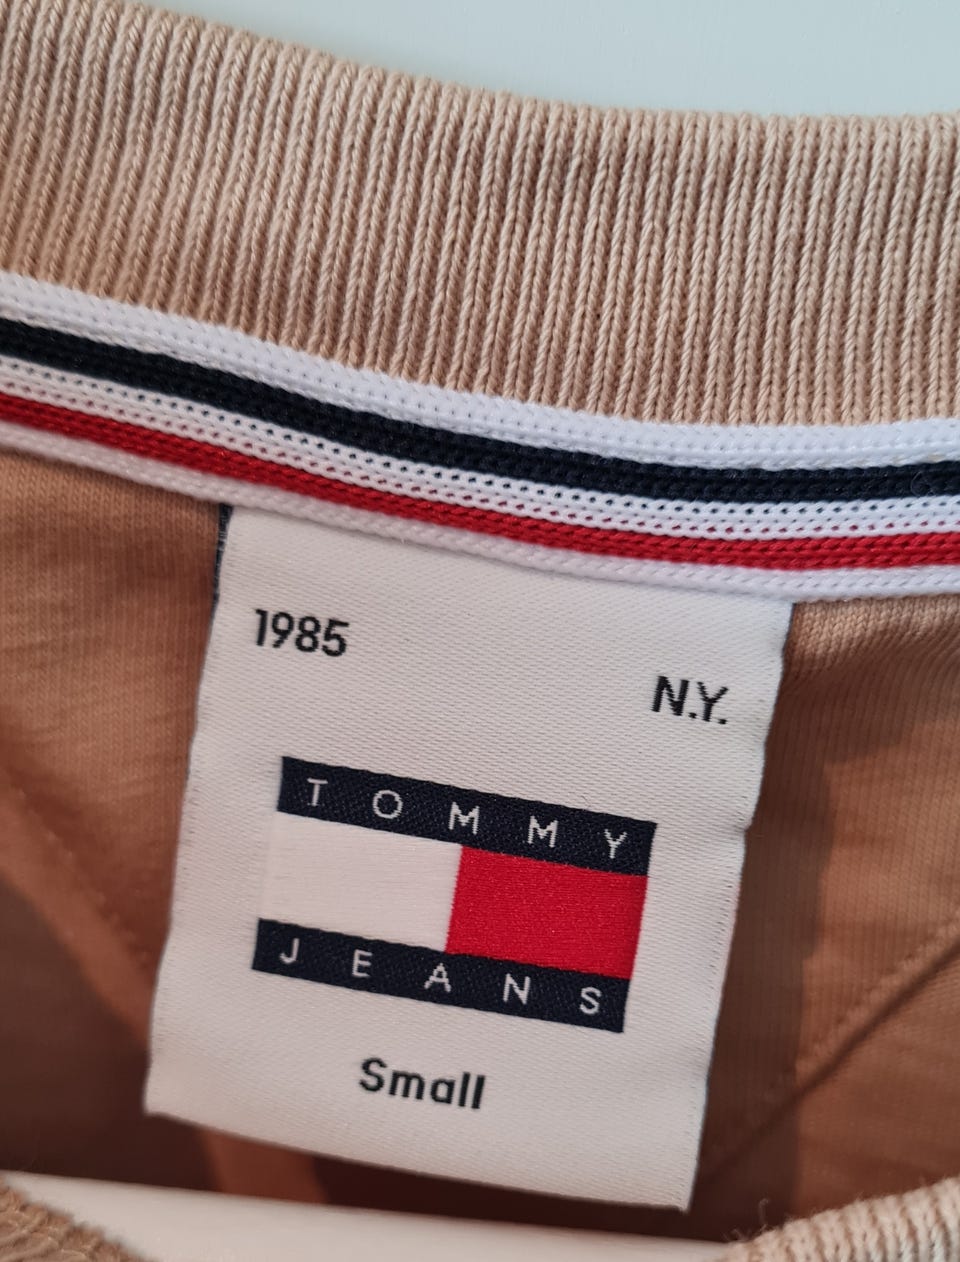 1985
N.Y.
TOMMY
JEANS
Small